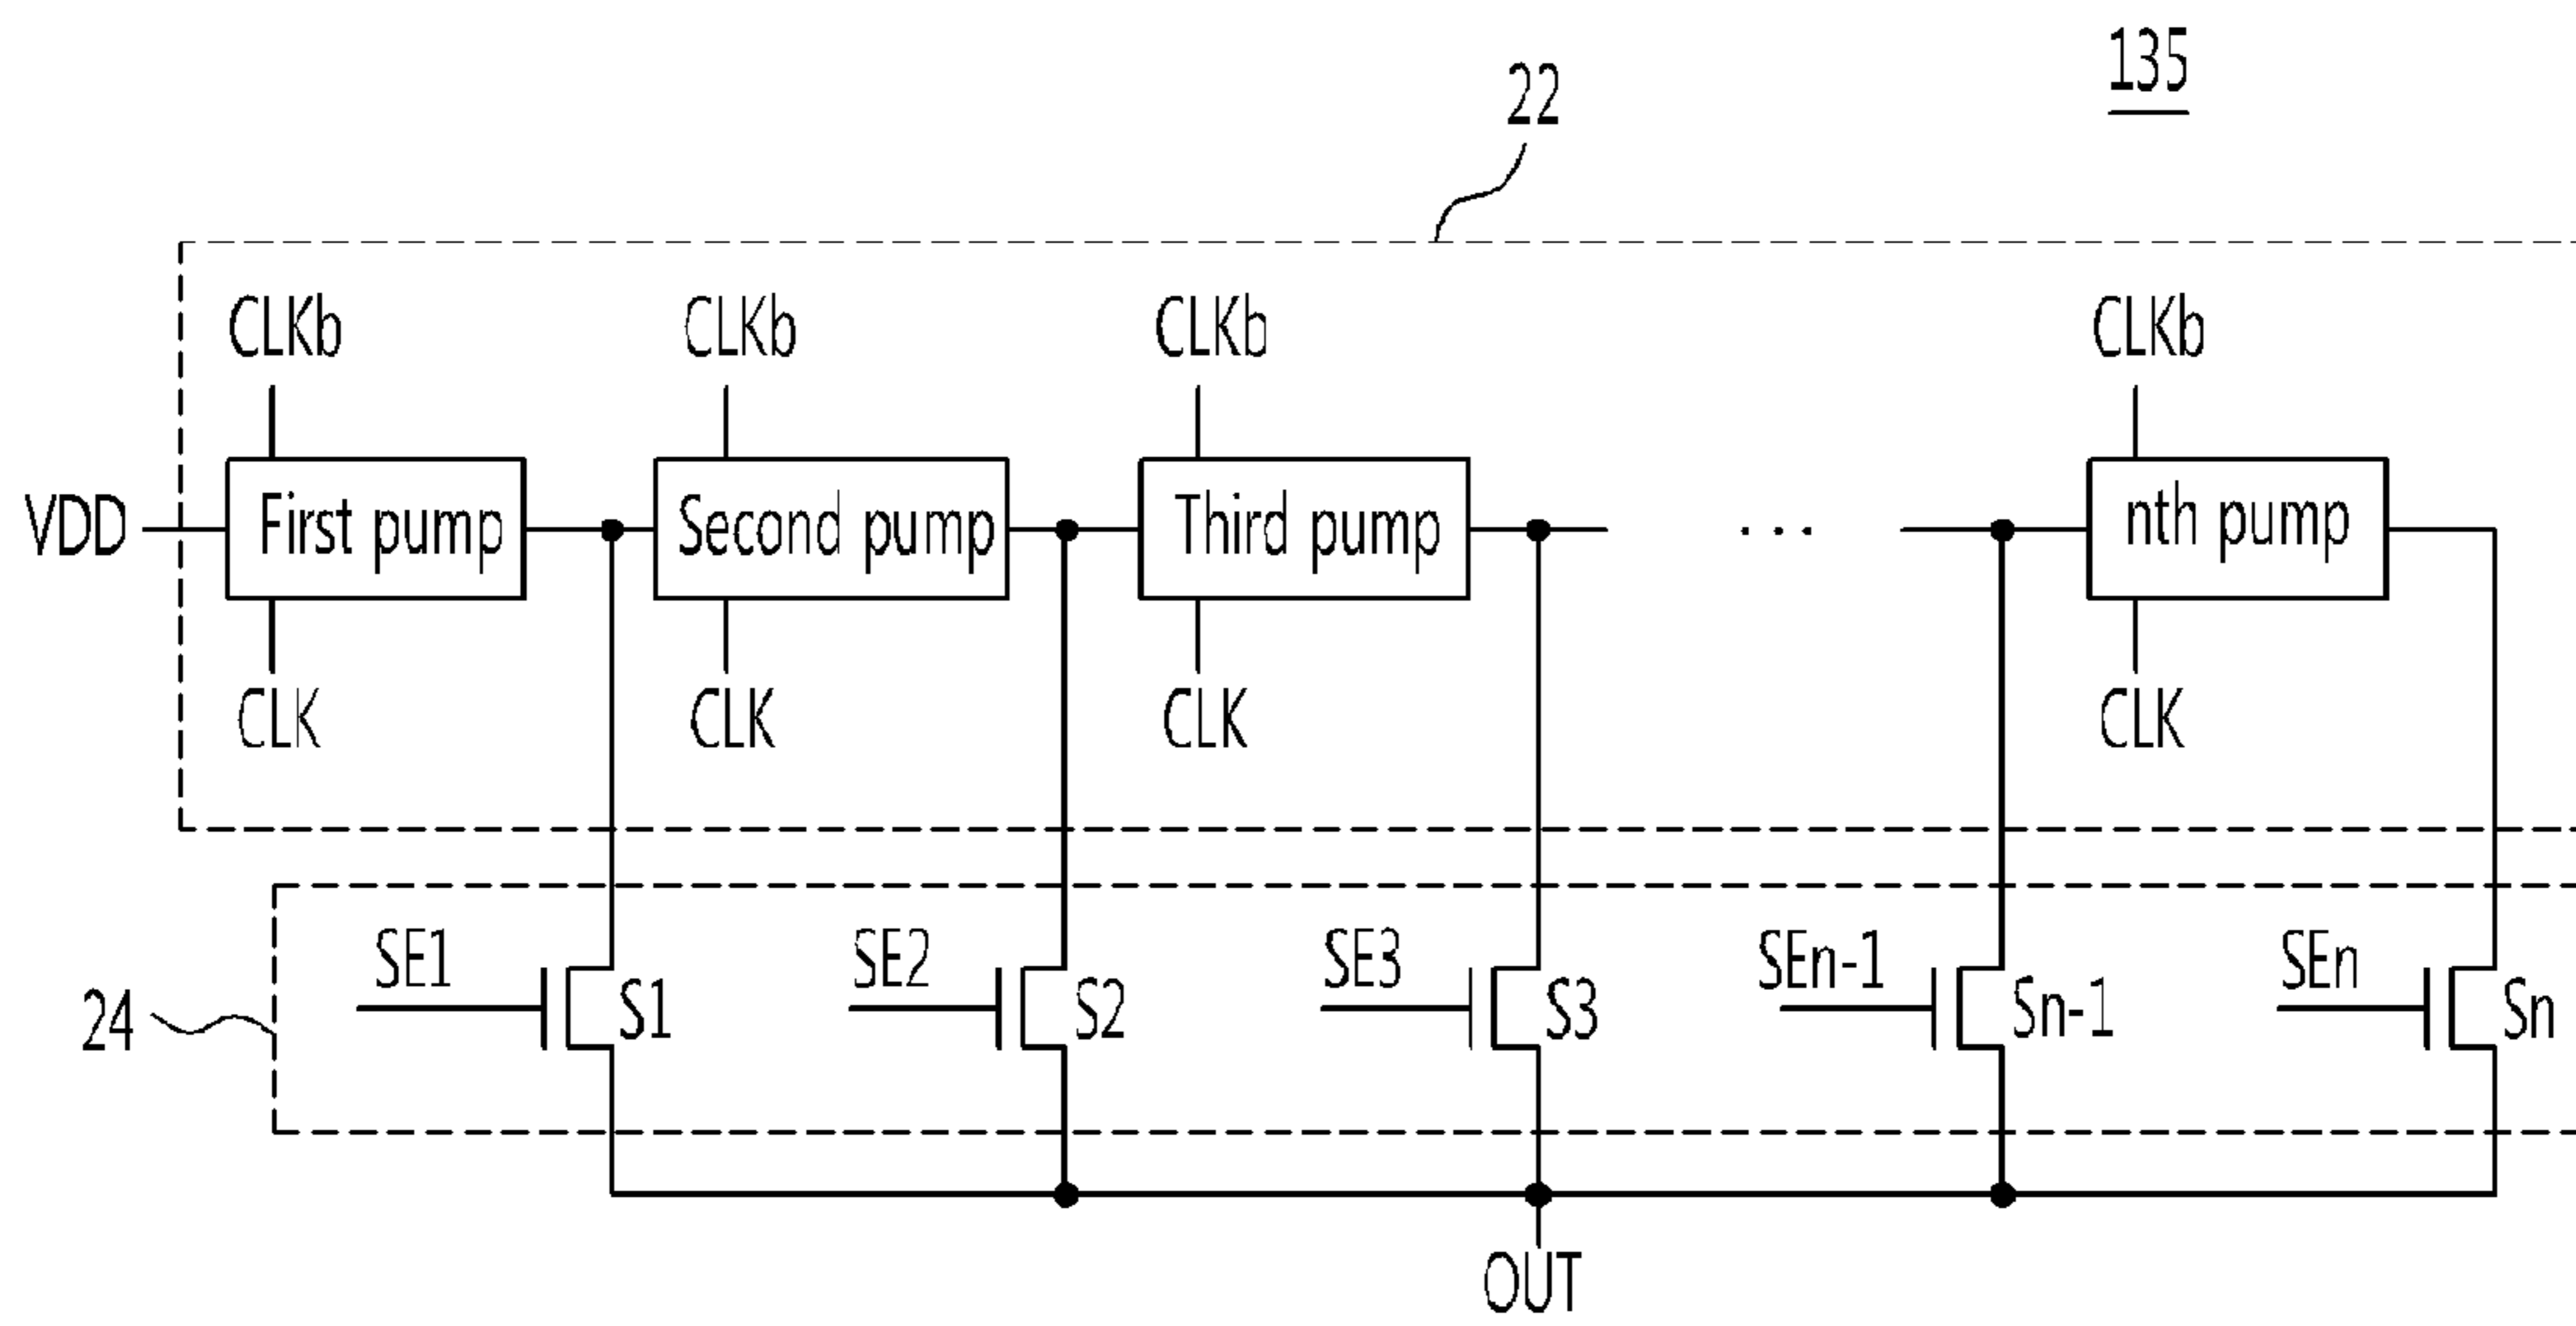 135
22
CLKb CLKb CLKb CLKb
VDD First pump Second pump Third pump ... nth pump
CLK CLK CLK CLK
SE1 SE2 SE3 SEn-1 SEn
24 S1 S2 S3 Sn-1 Sn
OUT